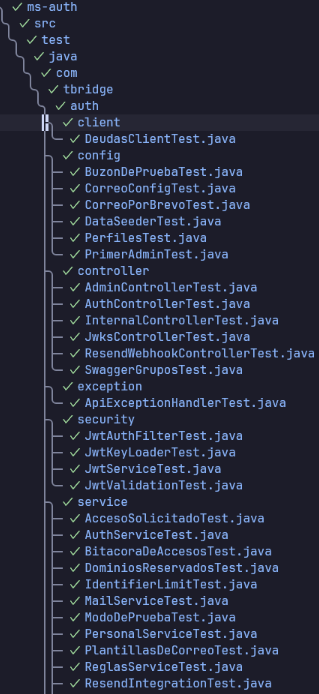 ms-auth
src
test
java
com
tbridge
auth
client
DeudasClientTest.java
config
BuzonDePruebaTest.java
CorreoConfigTest.java
CorreoPorBrevoTest.java
DataSeederTest.java
PerfilesTest.java
PrimerAdminTest.java
controller
AdminControllerTest.java
AuthControllerTest.java
InternalControllerTest.java
JwksControllerTest.java
ResendWebhookControllerTest.java
SwaggerGruposTest.java
exception
ApiExceptionHandlerTest.java
security
JwtAuthFilterTest.java
JwtKeyLoaderTest.java
JwtServiceTest.java
JwtValidationTest.java
service
AccesoSolicitadoTest.java
AuthServiceTest.java
BitacoraDeAccesosTest.java
DominiosReservadosTest.java
IdentifierLimitTest.java
MailServiceTest.java
ModoDePruebaTest.java
PersonalServiceTest.java
PlantillasDeCorreoTest.java
ReglasServiceTest.java
ResendIntegrationTest.java